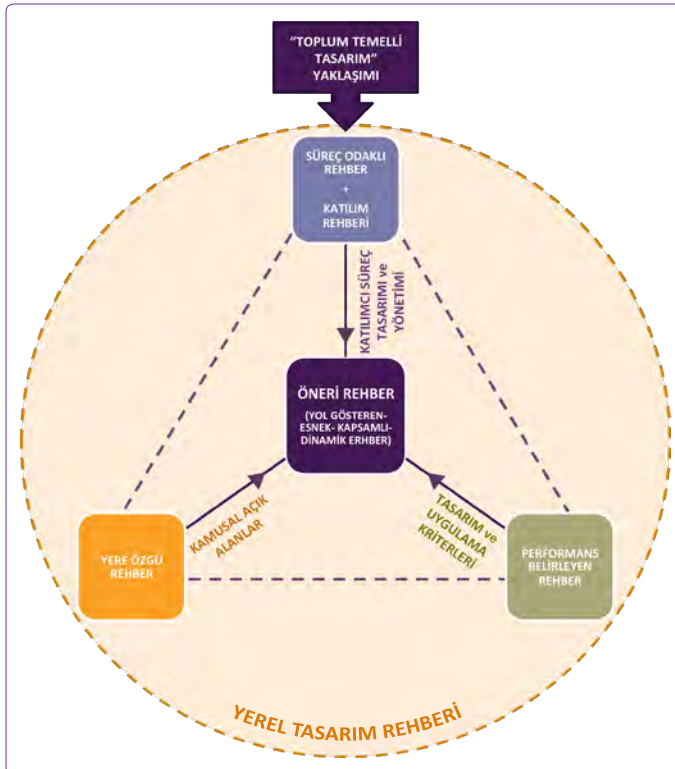 “TOPLUM TEMELLİ
TASARIM”
YAKLAŞIMI
SÜREÇ ODAKLI
REHBER
+
KATILIM
REHBERİ
KATILIMCI SÜREÇ
TASARIMI ve
YÖNETİMİ
ÖNERİ REHBER
(YOL GÖSTEREN-
ESNEK- KAPSAMLI-
DİNAMİK ERHBER)
KAMUSAL AÇIK
ALANLAR
TASARIM ve
UYGULAMA
KRİTERLERİ
YERE ÖZGÜ
REHBER
PERFORMANS
BELİRLEYEN
REHBER
YEREL TASARIM REHBERİ